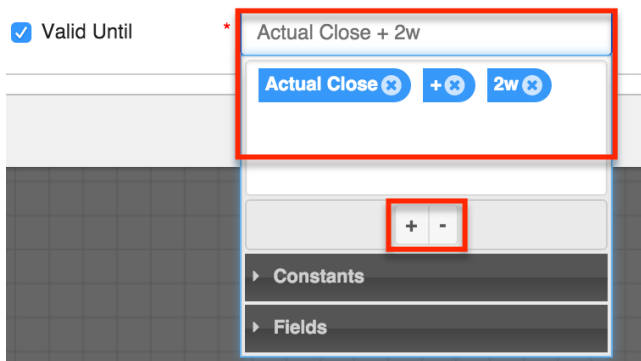 Valid Until * Actual Close + 2w
Actual Close + 2w
+ -
Constants
Fields